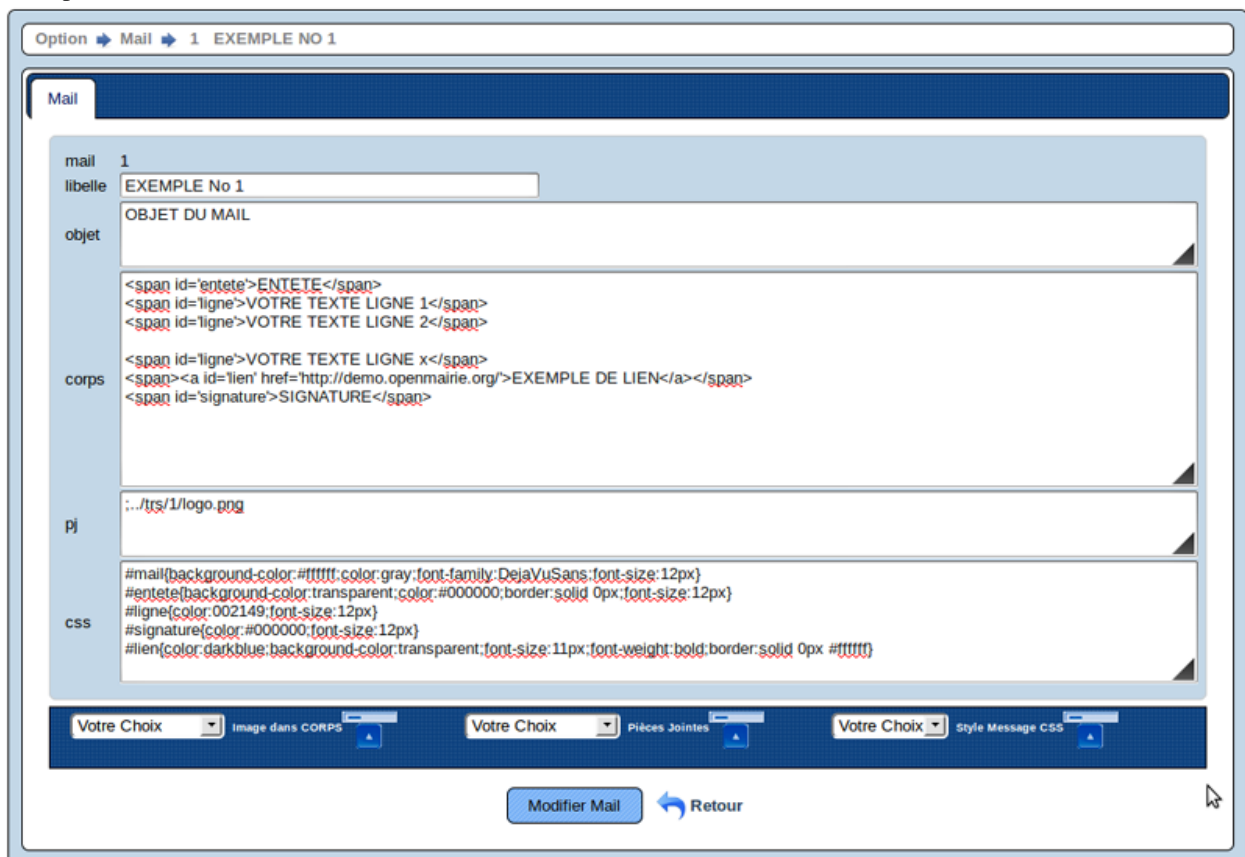 Option Mail 1 EXEMPLE NO 1
Mail
mail 1
libelle EXEMPLE No 1
objet OBJET DU MAIL
corps
<span id='entete'>ENTETE</span>
<span id='ligne'>VOTRE TEXTE LIGNE 1</span>
<span id='ligne'>VOTRE TEXTE LIGNE 2</span>
<span id='ligne'>VOTRE TEXTE LIGNE x</span>
<span><a id='lien' href='http://demo.openmairie.org/'>EXEMPLE DE LIEN</a></span>
<span id='signature'>SIGNATURE</span>
pj ;../trs/1/logo.png
css
#mail{background-color:#ffffff;color:gray;font-family:DejaVuSans;font-size:12px}
#entete{background-color:transparent;color:#000000;border:solid 0px;font-size:12px}
#ligne{color:002149;font-size:12px}
#signature{color:#000000;font-size:12px}
#lien{color:darkblue;background-color:transparent;font-size:11px;font-weight:bold;border:solid 0px #ffffff}
Votre Choix Image dans CORPS Votre Choix Pièces Jointes Votre Choix Style Message CSS
Modifier Mail Retour